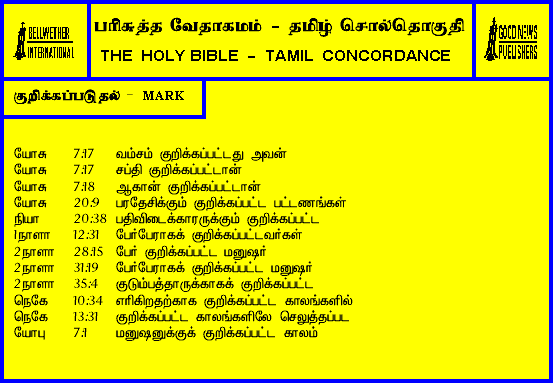 BELLWETHER
INTERNATIONAL
பரிசுத்த வேதாகமம் - தமிழ் சொல்தொகுதி
THE HOLY BIBLE - TAMIL CONCORDANCE
GOOD NEWS
PUBLISHERS
குறிக்கப்படுதல் - MARK
யோசு 7:17 வம்சம் குறிக்கப்பட்டது அவன்
யோசு 7:17 சப்தி குறிக்கப்பட்டான்
யோசு 7:18 ஆகான் குறிக்கப்பட்டான்
யோசு 20:9 பரதேசிக்கும் குறிக்கப்பட்ட பட்டணங்கள்
நியா 20:38 பதிவிடைக்காரருக்கும் குறிக்கப்பட்ட
1நாளா 12:31 பேர்பேராகக் குறிக்கப்பட்டவர்கள்
2நாளா 28:15 பேர் குறிக்கப்பட்ட மனுஷர்
2நாளா 31:19 பேர்பேராகக் குறிக்கப்பட்ட மனுஷர்
2நாளா 35:4 குடும்பத்தாருக்காகக் குறிக்கப்பட்ட
நெகே 10:34 எரிகிறதற்காக குறிக்கப்பட்ட காலங்களில்
நெகே 13:31 குறிக்கப்பட்ட காலங்களிலே செலுத்தப்பட
யோபு 7:1 மனுஷனுக்குக் குறிக்கப்பட்ட காலம்